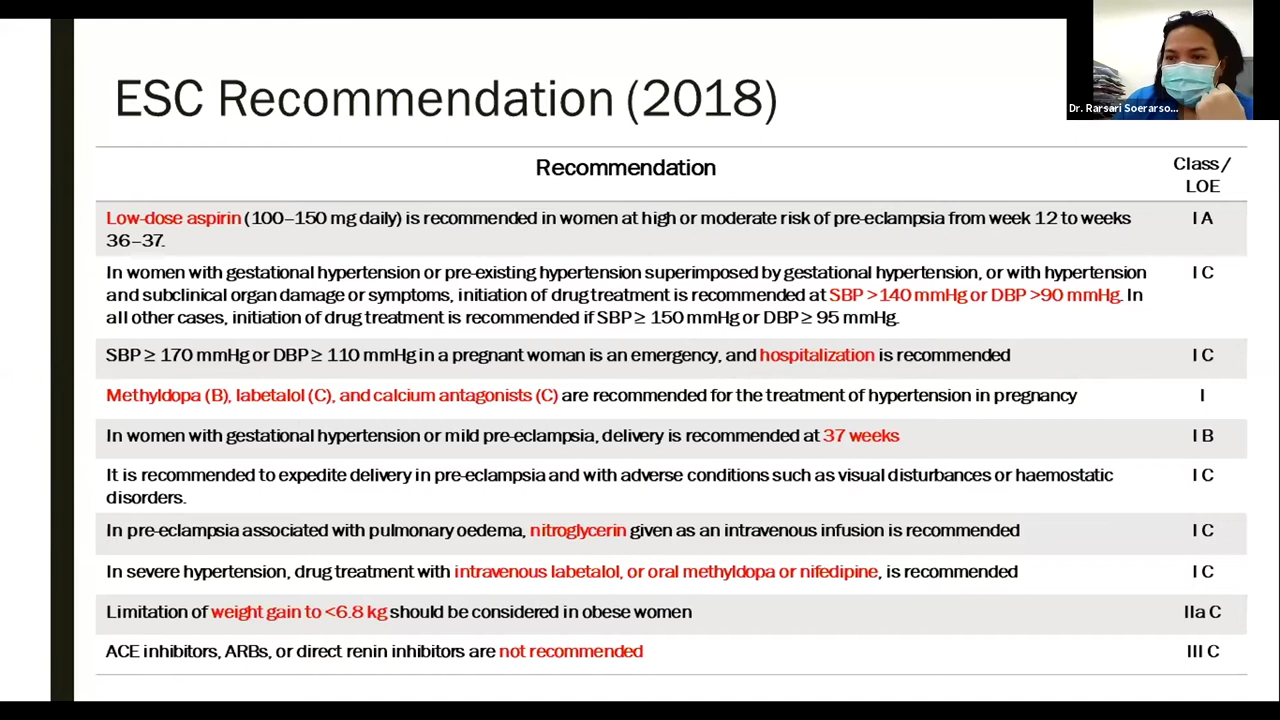 ESC Recommendation (2018)
Dr. Rarsari Soerarso...
Recommendation
Class/
LOE
Low-dose aspirin (100–150 mg daily) is recommended in women at high or moderate risk of pre-eclampsia from week 12 to weeks
36–37.
I A
In women with gestational hypertension or pre-existing hypertension superimposed by gestational hypertension, or with hypertension
and subclinical organ damage or symptoms, initiation of drug treatment is recommended at SBP >140 mmHg or DBP >90 mmHg. In
all other cases, initiation of drug treatment is recommended if SBP ≥ 150 mmHg or DBP ≥ 95 mmHg.
I C
SBP ≥ 170 mmHg or DBP ≥ 110 mmHg in a pregnant woman is an emergency, and hospitalization is recommended
I C
Methyldopa (B), labetalol (C), and calcium antagonists (C) are recommended for the treatment of hypertension in pregnancy
I
In women with gestational hypertension or mild pre-eclampsia, delivery is recommended at 37 weeks
I B
It is recommended to expedite delivery in pre-eclampsia and with adverse conditions such as visual disturbances or haemostatic
disorders.
I C
In pre-eclampsia associated with pulmonary oedema, nitroglycerin given as an intravenous infusion is recommended
I C
In severe hypertension, drug treatment with intravenous labetalol, or oral methyldopa or nifedipine, is recommended
I C
Limitation of weight gain to <6.8 kg should be considered in obese women
IIa C
ACE inhibitors, ARBs, or direct renin inhibitors are not recommended
III C